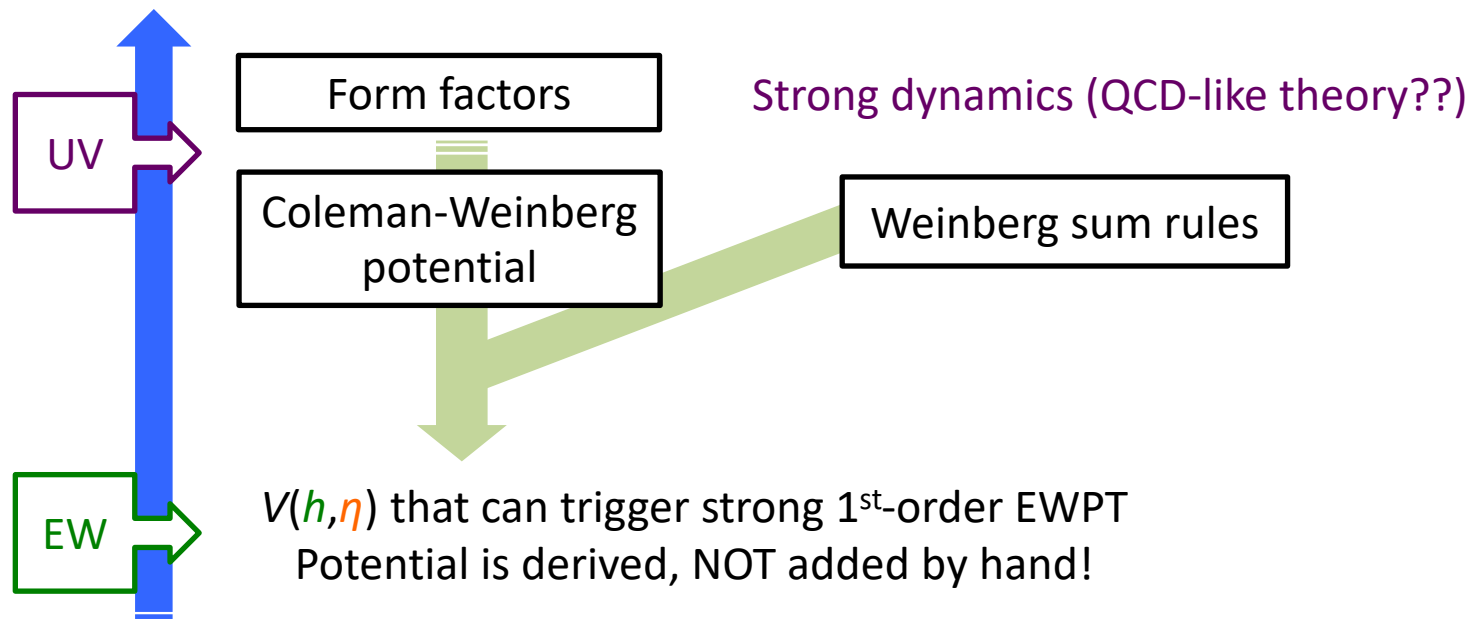 Form factors
Strong dynamics (QCD-like theory??)
UV
Coleman-Weinberg
potential
Weinberg sum rules
EW
V(h,η) that can trigger strong 1st-order EWPT
Potential is derived, NOT added by hand!